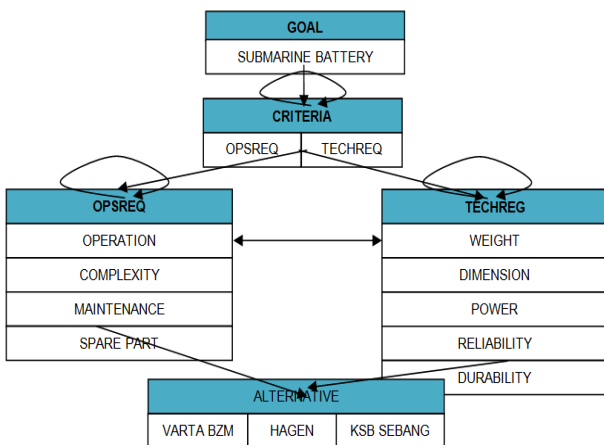 GOAL
SUBMARINE BATTERY
CRITERIA
OPSREQ TECHREQ
OPSREQ
OPERATION
COMPLEXITY
MAINTENANCE
SPARE PART
TECHREG
WEIGHT
DIMENSION
POWER
RELIABILITY
DURABILITY
ALTERNATIVE
VARTA BZM HAGEN KSB SEBANG